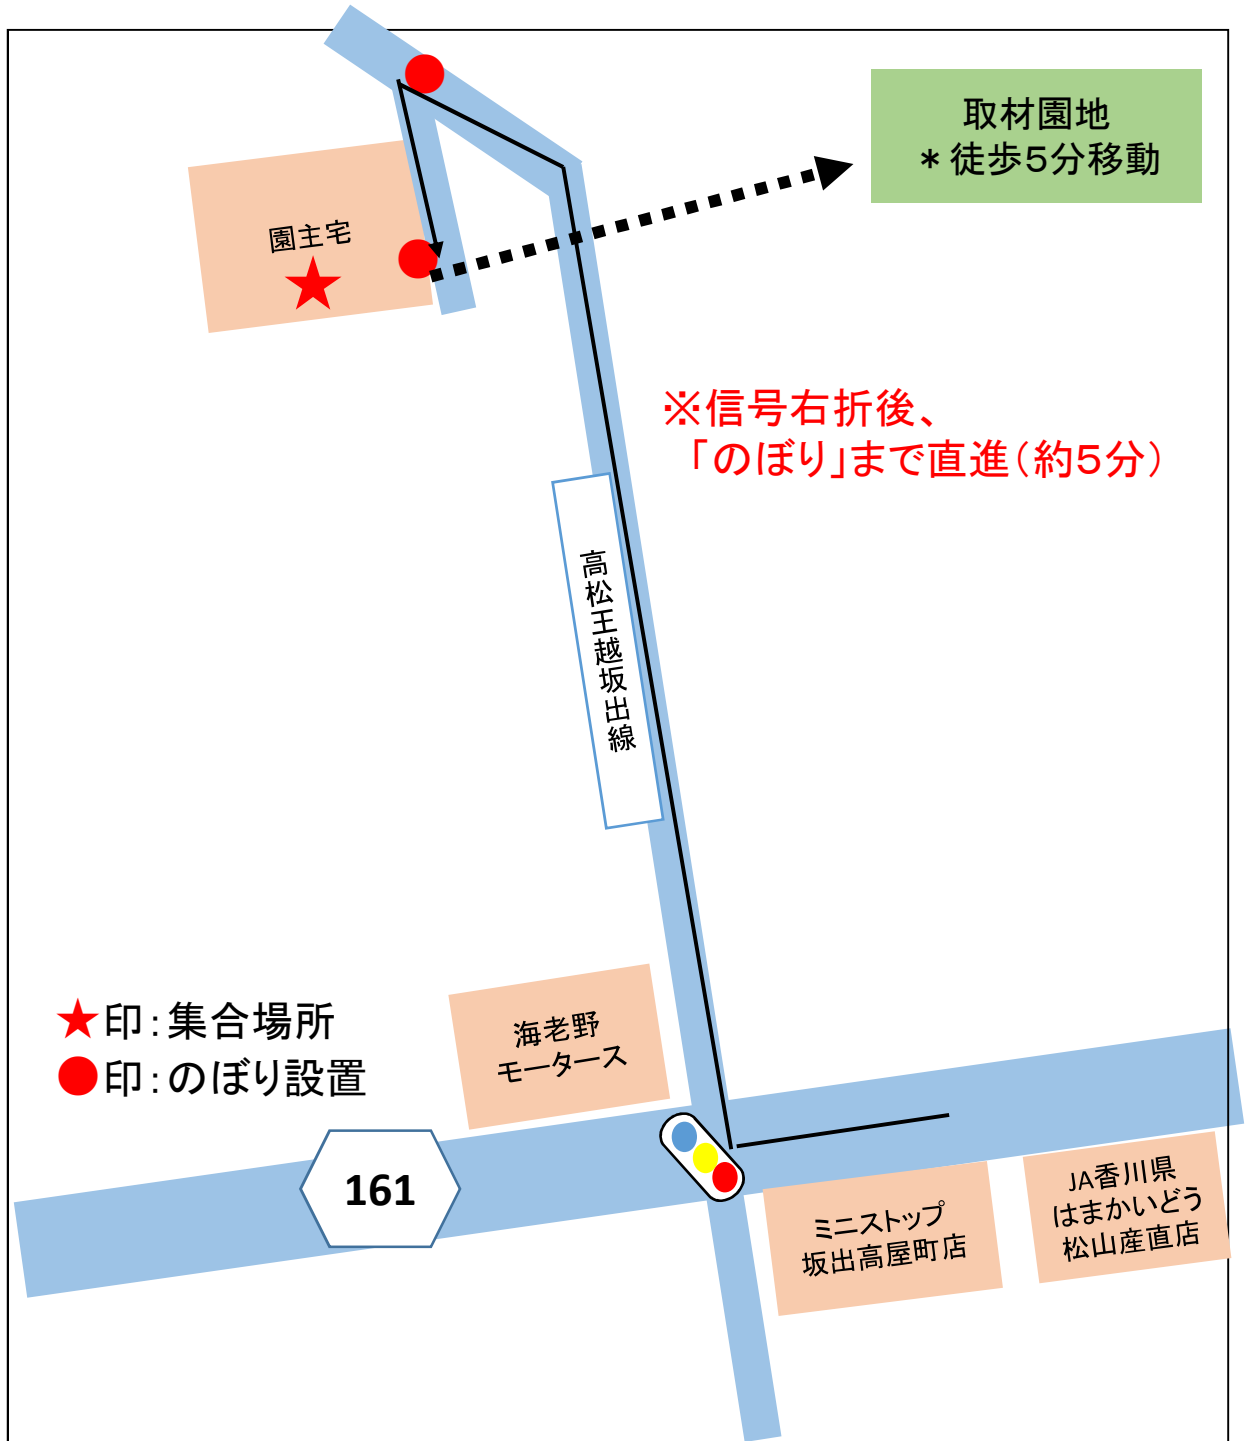 取材園地
＊徒歩5分移動
園主宅
※信号右折後、
「のぼり」まで直進（約5分）
高松王越坂出線
海老野
モータース
★印：集合場所
●印：のぼり設置
161
ミニストップ
坂出高屋町店
JA香川県
はまかいどう
松山産直店